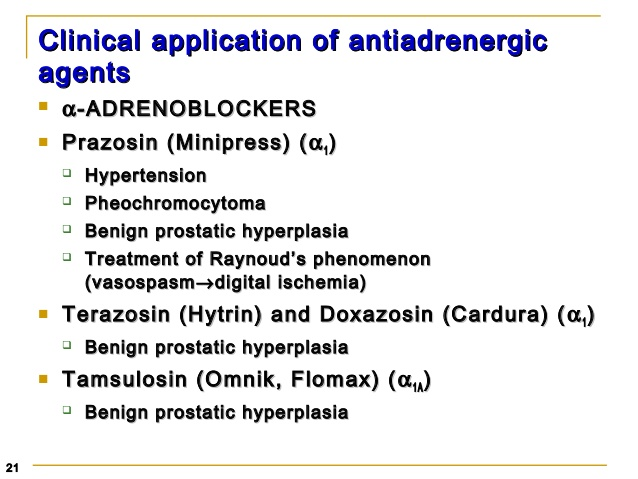 Clinical application of antiadrenergic
agents
α-ADRENOBLOCKERS
Prazosin (Minipress) (α1)
Hypertension
Pheochromocytoma
Benign prostatic hyperplasia
Treatment of Raynoud's phenomenon
(vasospasm→digital ischemia)
Terazosin (Hytrin) and Doxazosin (Cardura) (α1)
Benign prostatic hyperplasia
Tamsulosin (Omnik, Flomax) (α1A)
Benign prostatic hyperplasia
21